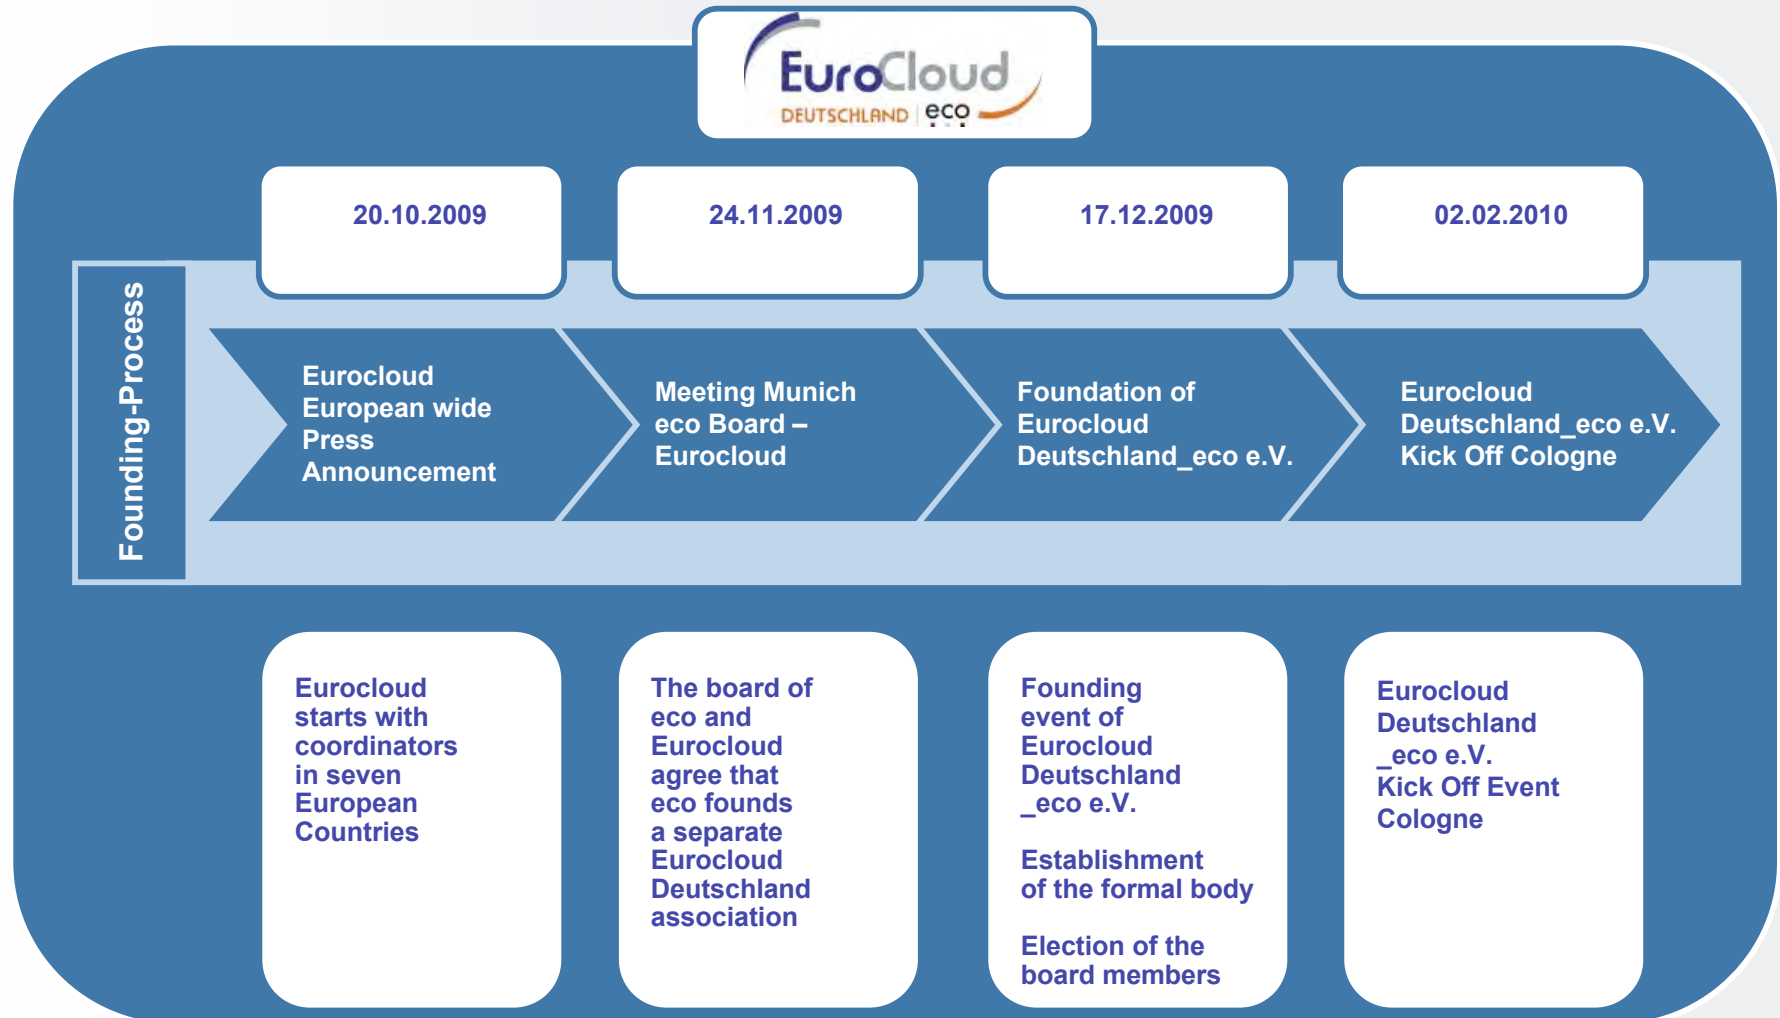 EuroCloud
DEUTSCHLAND | eco
20.10.2009
24.11.2009
17.12.2009
02.02.2010
Founding-Process
Eurocloud
European wide
Press
Announcement
Meeting Munich
eco Board –
Eurocloud
Foundation of
Eurocloud
Deutschland_eco e.V.
Eurocloud
Deutschland_eco e.V.
Kick Off Cologne
Eurocloud
starts with
coordinators
in seven
European
Countries
The board of
eco and
Eurocloud
agree that
eco founds
a separate
Eurocloud
Deutschland
association
Founding
event of
Eurocloud
Deutschland
_eco e.V.
Establishment
of the formal body
Election of the
board members
Eurocloud
Deutschland
_eco e.V.
Kick Off Event
Cologne